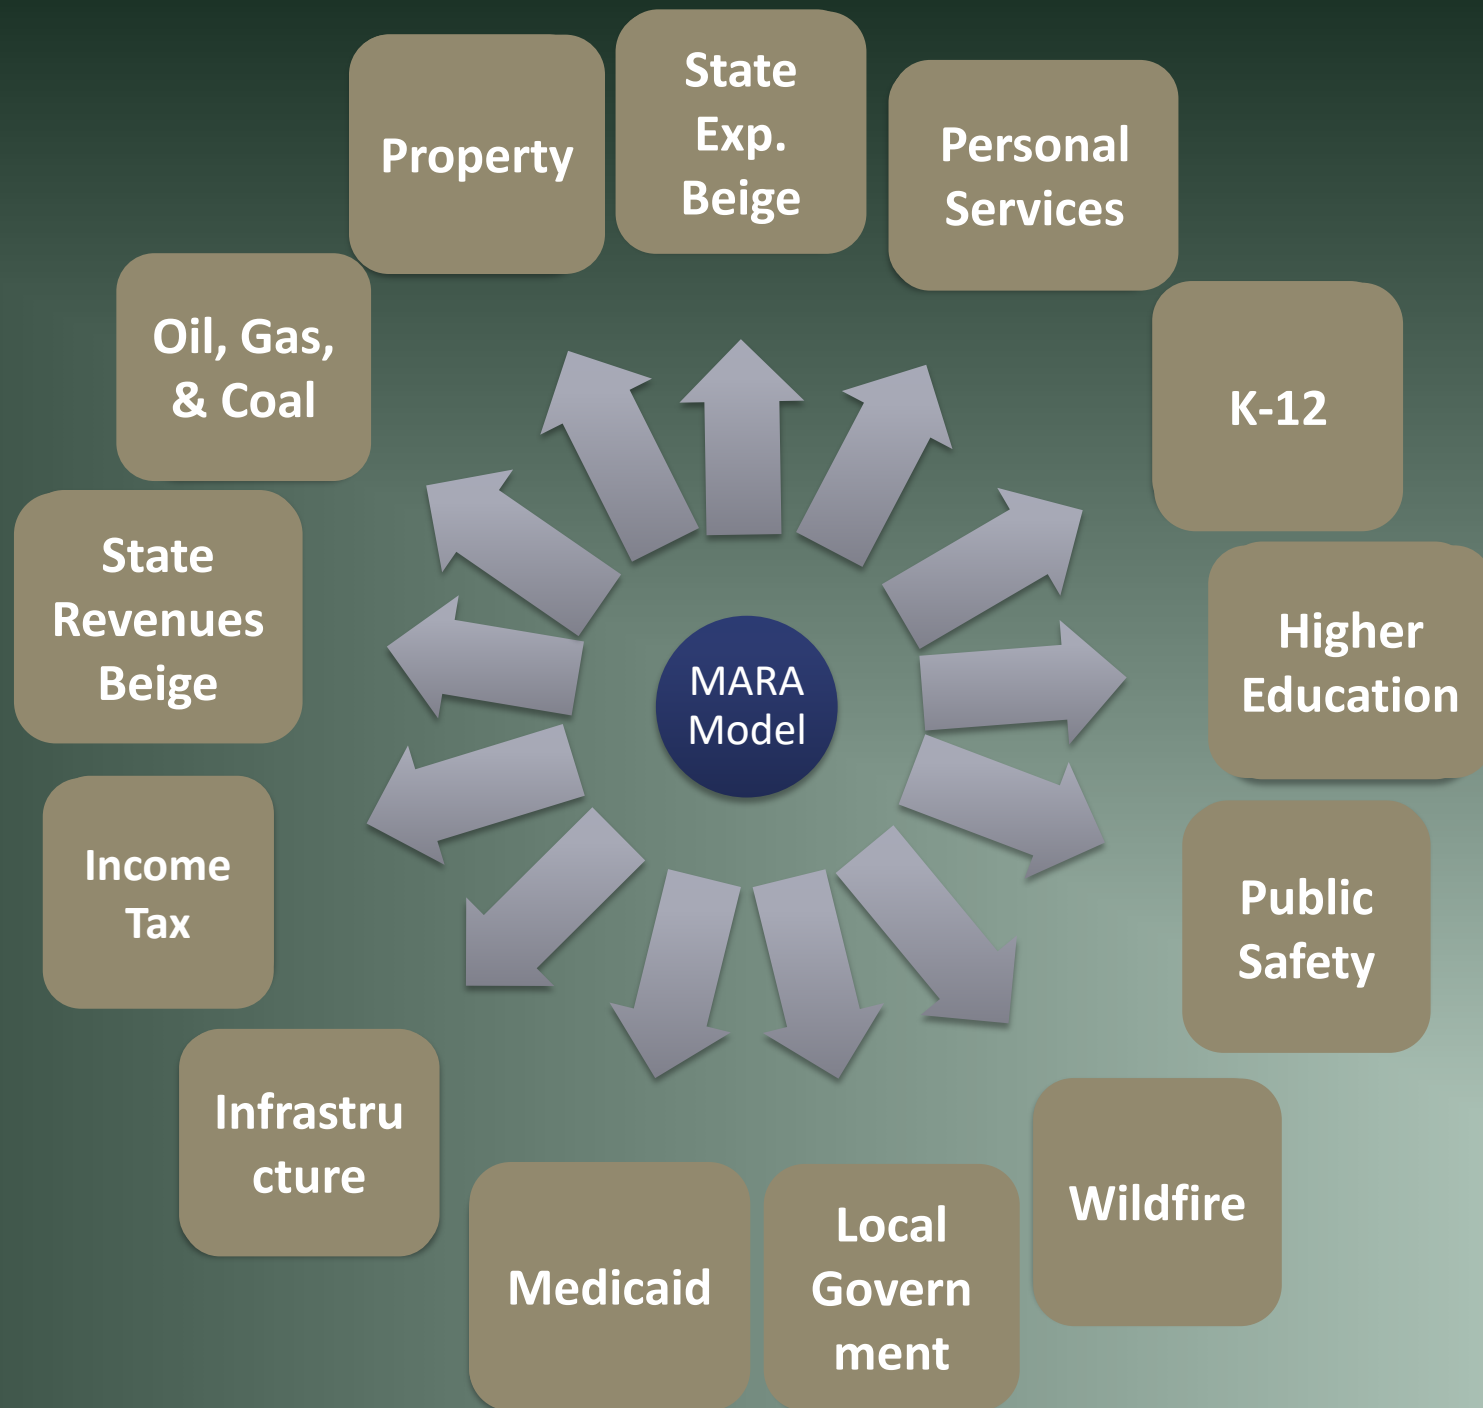 State
Exp.
Beige
Personal
Services
Property
K-12
Oil, Gas,
& Coal
State
Revenues
Beige
MARA
Model
Higher
Education
Income
Tax
Public
Safety
Infrastru
cture
Wildfire
Medicaid
Local
Govern
ment